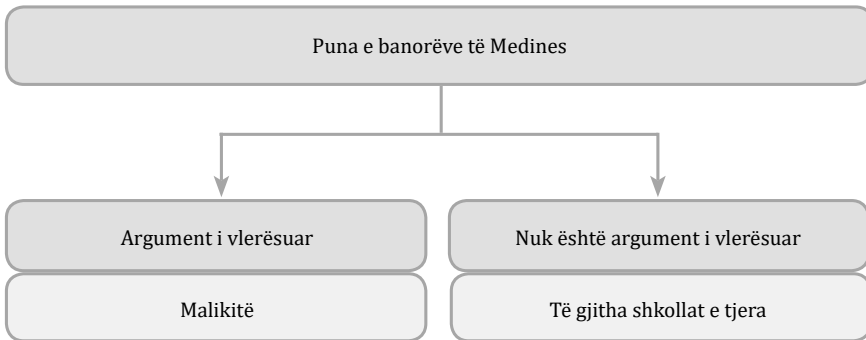 Puna e banorëve të Medines
Argument i vlerësuar
Nuk është argument i vlerësuar
Malikitë
Të gjitha shkollat e tjera